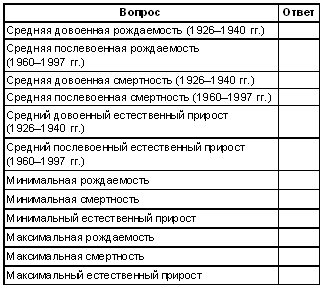 Вопрос Ответ
Средняя довоенная рождаемость (1926–1940 гг.)
Средняя послевоенная рождаемость
(1960–1997 гг.)
Средняя довоенная смертность (1926–1940 гг.)
Средняя послевоенная смертность (1960–1997 гг.)
Средний довоенный естественный прирост
(1926–1940 гг.)
Средний послевоенный естественный прирост
(1960–1997 гг.)
Минимальная рождаемость
Минимальная смертность
Минимальный естественный прирост
Максимальная рождаемость
Максимальная смертность
Максимальный естественный прирост